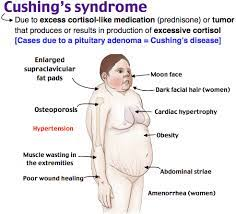 Cushing's syndrome
Due to excess cortisol-like medication (prednisone) or tumor
that produces or results in production of excessive cortisol
[Cases due to a pituitary adenoma = Cushing's disease]
Enlarged
supraclavicular
fat pads
Moon face
Dark facial hair (women)
Osteoporosis
Cardiac hypertrophy
Hypertension
Obesity
Muscle wasting in
the extremities
Abdominal striae
Poor wound healing
Amenorrhea (women)